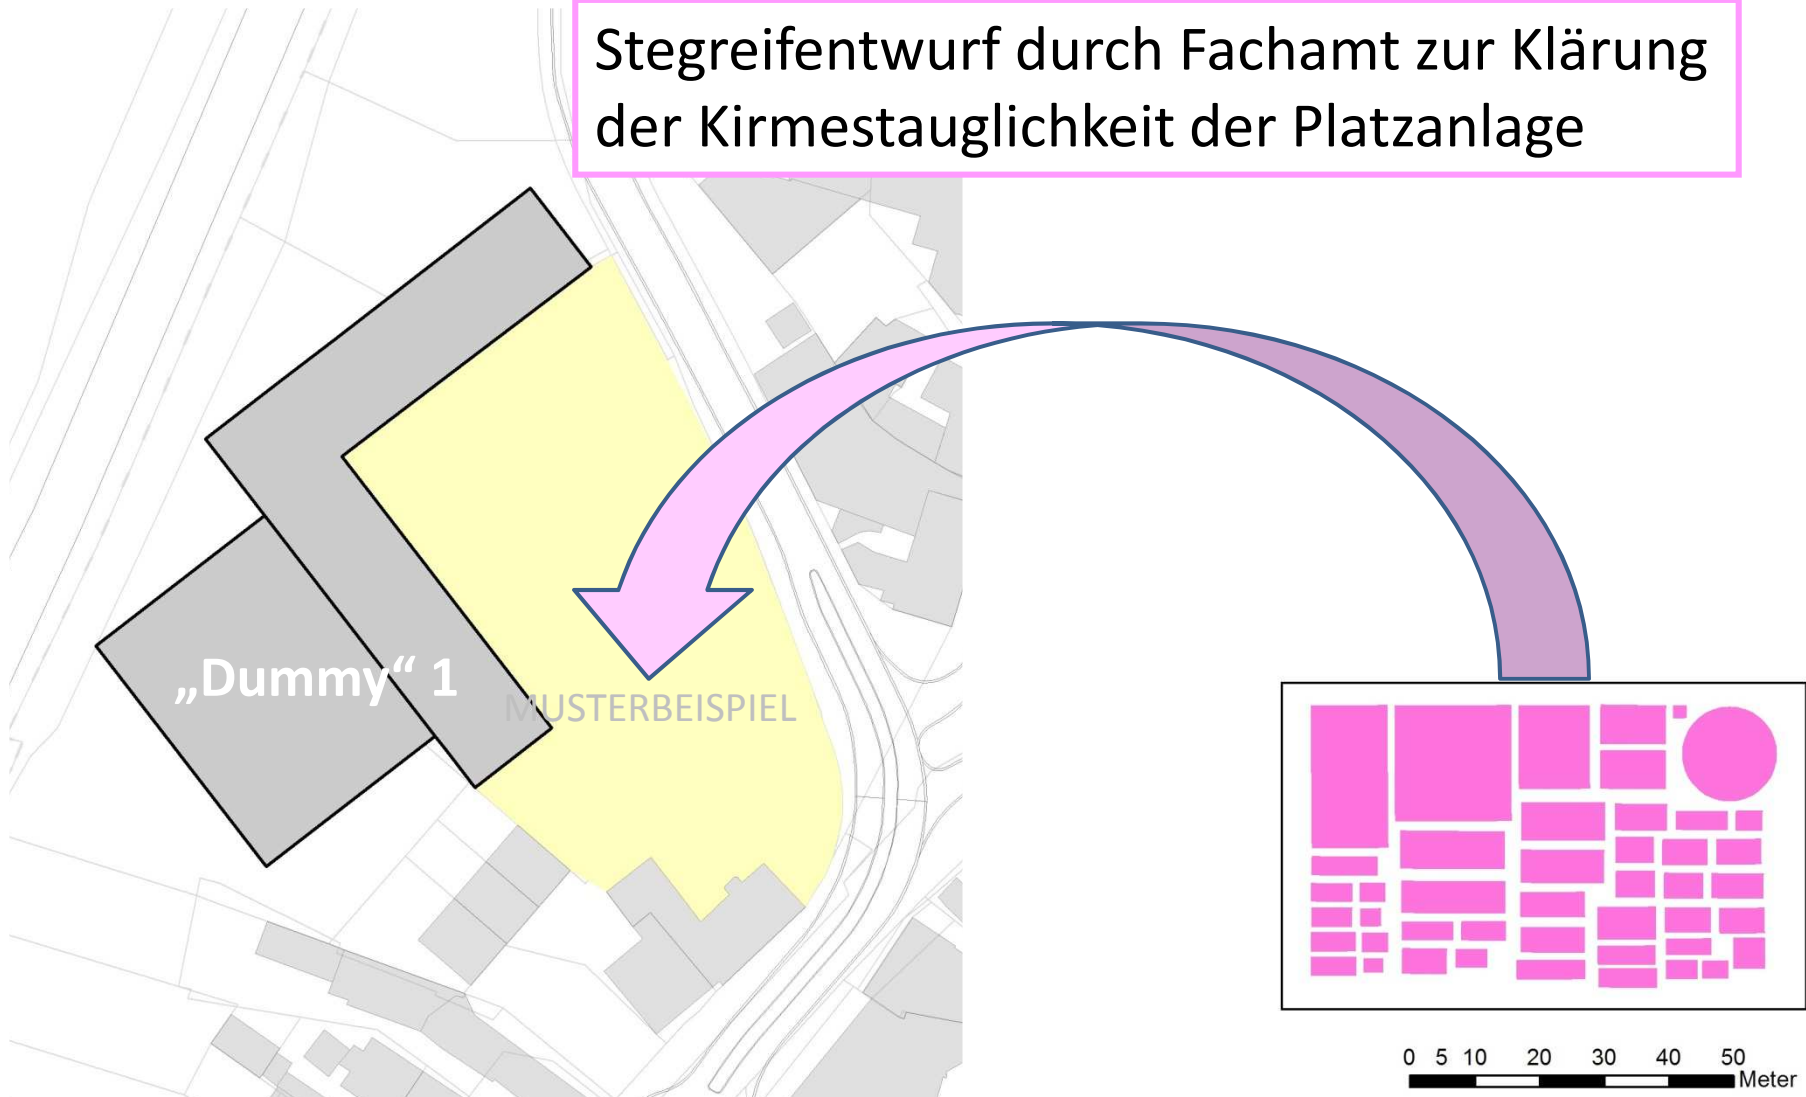 Stegreifentwurf durch Fachamt zur Klärung
der Kirmestauglichkeit der Platzanlage
„Dummy“ 1
MUSTERBEISPIEL
0 5 10 20 30 40 50
Meter